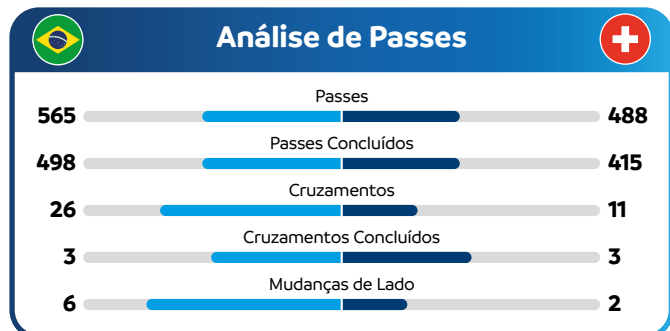 Análise de Passes
Passes
565 488
Passes Concluídos
498 415
Cruzamentos
26 11
Cruzamentos Concluídos
3 3
Mudanças de Lado
6 2